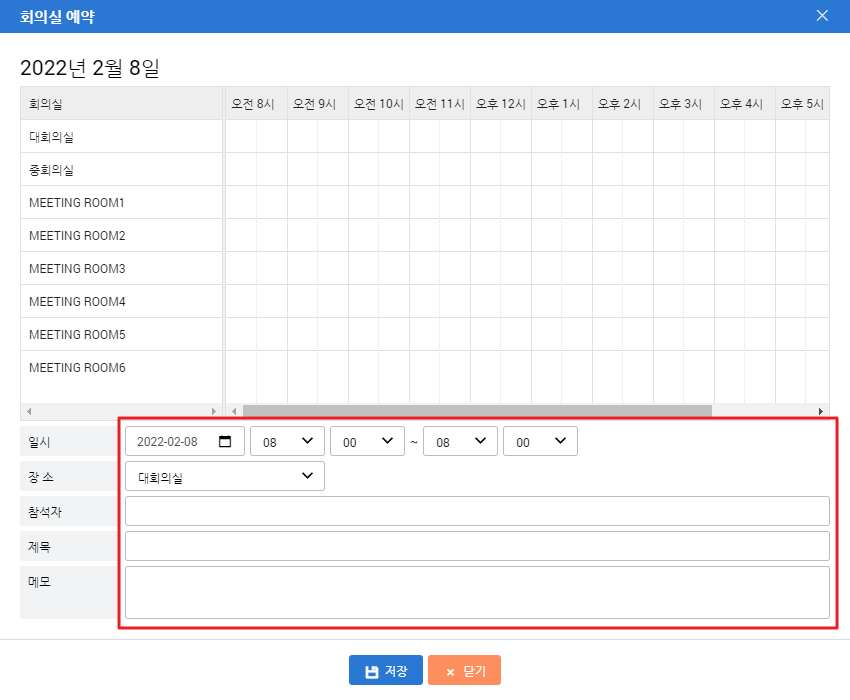 회의실 예약
2022년 2월 8일
회의실 오전 8시 오전 9시 오전 10시 오전 11시 오후 12시 오후 1시 오후 2시 오후 3시 오후 4시 오후 5시
대회의실
중회의실
MEETING ROOM1
MEETING ROOM2
MEETING ROOM3
MEETING ROOM4
MEETING ROOM5
MEETING ROOM6
일시 2022-02-08 08 00 ~ 08 00
장 소 대회의실
참석자
제목
메모
저장 × 닫기